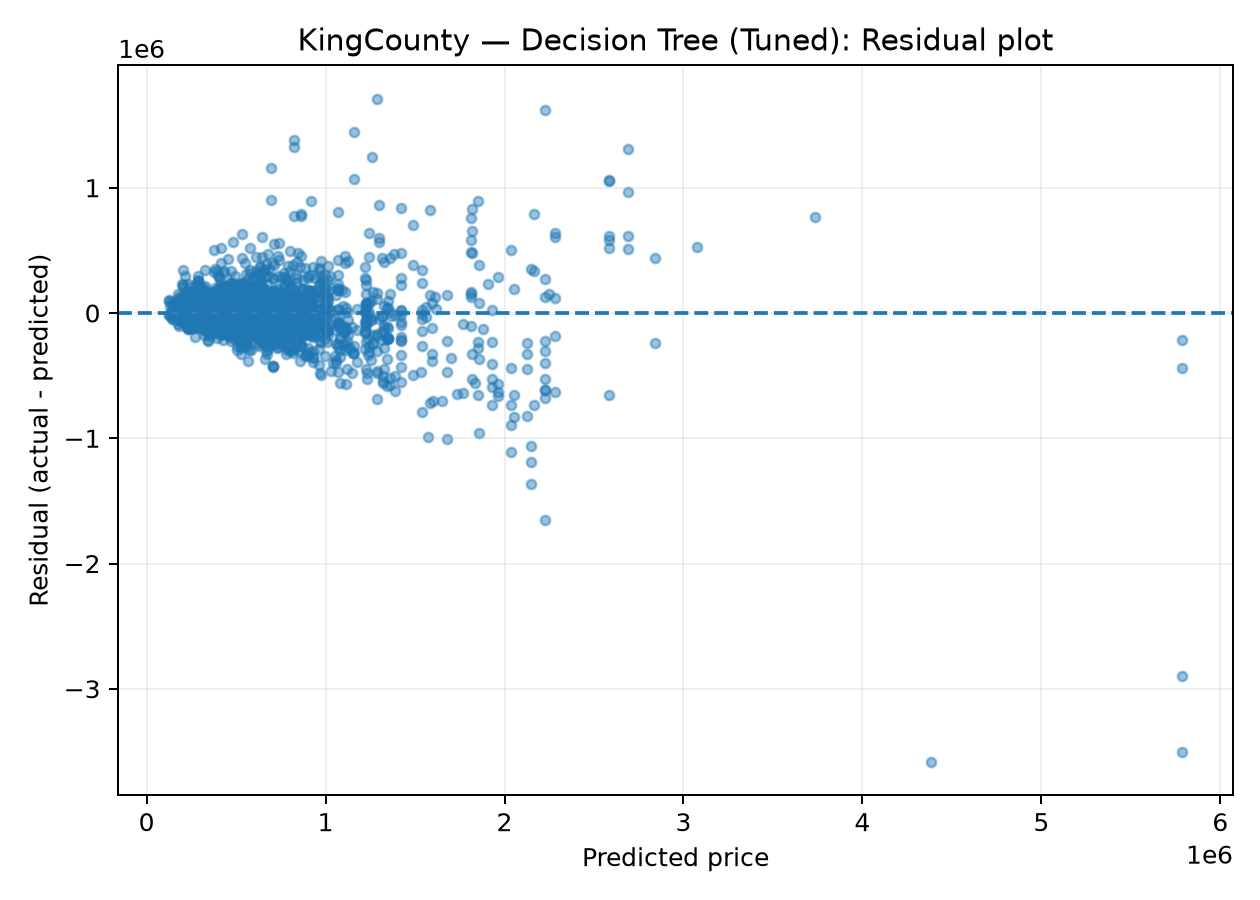 KingCounty — Decision Tree (Tuned): Residual plot
1e6
1
0
−1
−2
−3
Residual (actual - predicted)
0 1 2 3 4 5 6
1e6
Predicted price